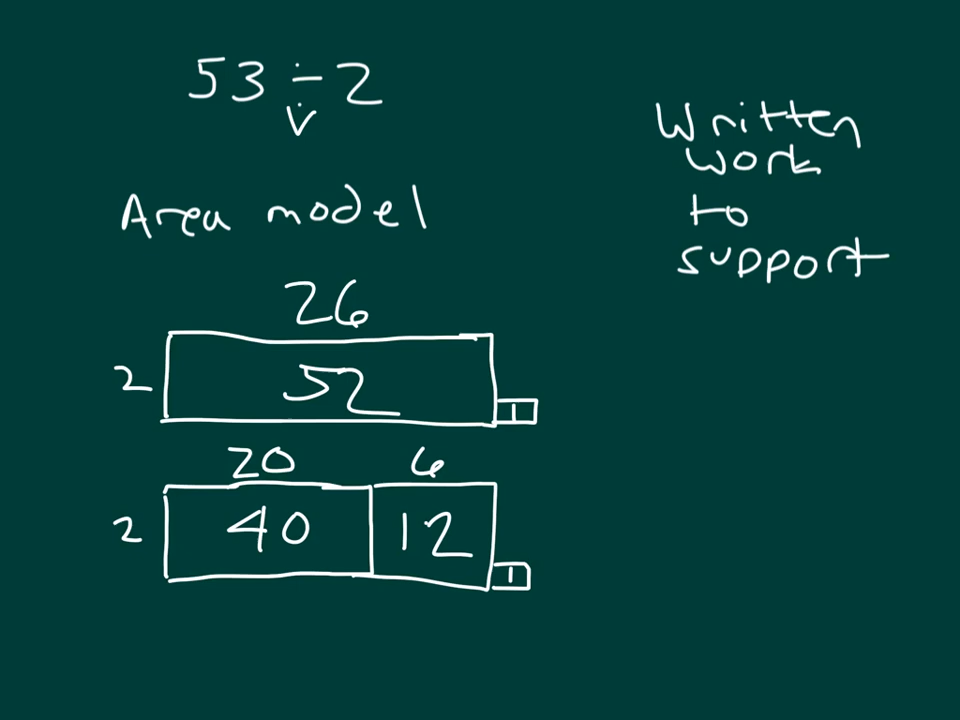 53 ÷ 2
Written
work
to
support
Area model
26
2 52 1
20 6
2 40 12 1